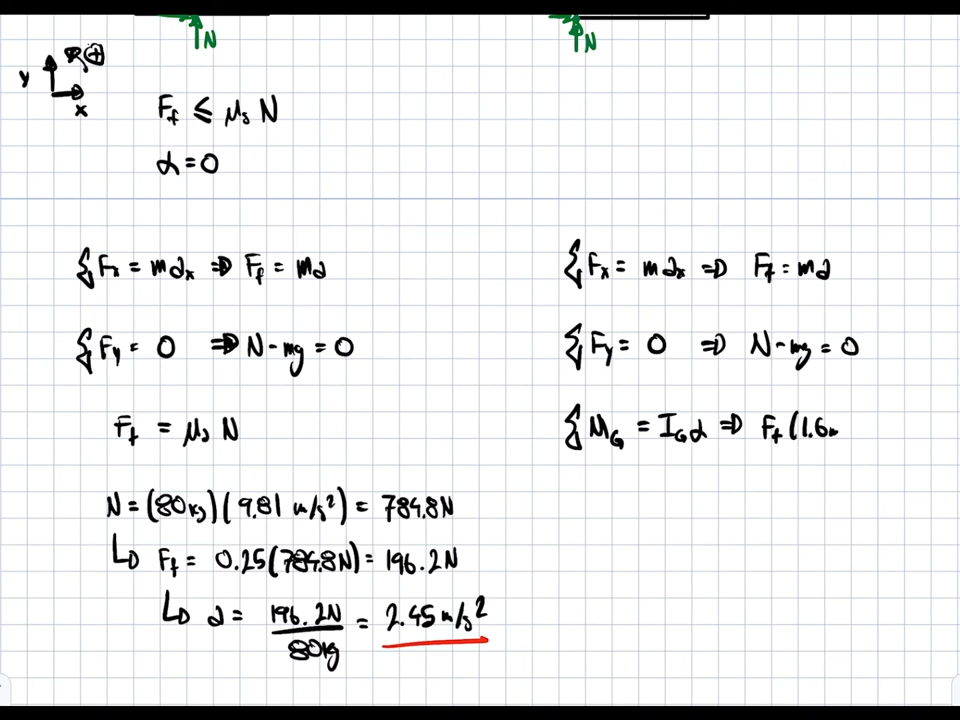 N
N
Y
X
+
F_f ≤ μ_s N
α = 0
ΣF_x = ma_x ⇒ F_f = ma
ΣF_y = 0 ⇒ N - mg = 0
F_f = μ_s N
N = (80kg)(9.81 m/s²) = 784.8N
↳ F_f = 0.25(784.8N) = 196.2N
↳ a = 196.2N / 80kg = 2.45 m/s²
ΣF_x = ma_x ⇒ F_f = ma
ΣF_y = 0 ⇒ N - mg = 0
ΣM_G = I_G α ⇒ F_f (1.6m